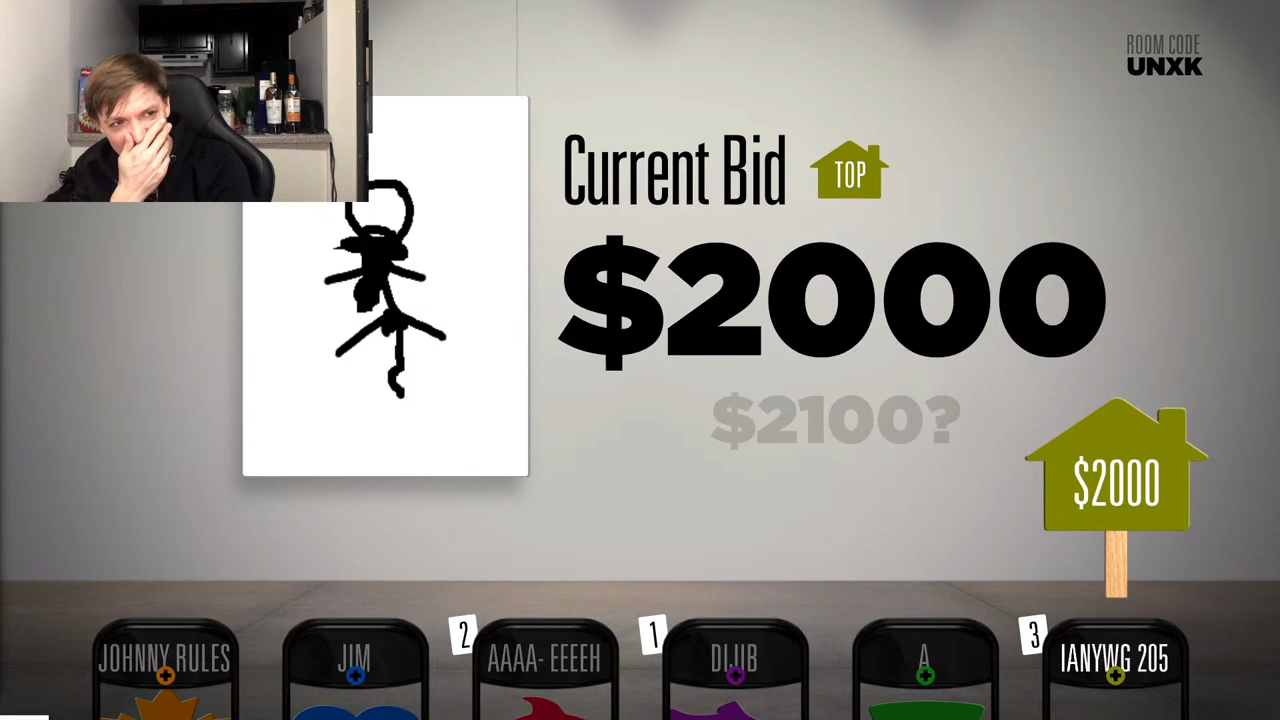 ROOM CODE
UNXK
Current Bid
TOP
$2000
$2100?
$2000
2
1
3
JOHNNY RULES
JIM
AAAA- EEEEH
A
IANYWG 205